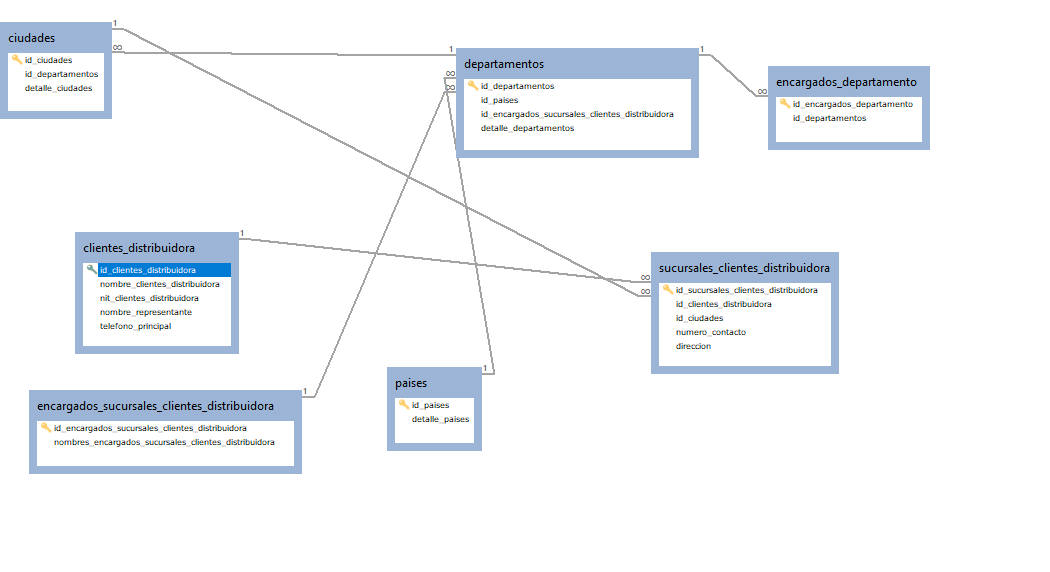 ciudades
id_ciudades
id_departamentos
detalle_ciudades
1
∞
1
departamentos
∞
∞
id_departamentos
id_paises
id_encargados_sucursales_clientes_distribuidora
detalle_departamentos
1
∞
encargados_departamento
id_encargados_departamento
id_departamentos
clientes_distribuidora
id_clientes_distribuidora
nombre_clientes_distribuidora
nit_clientes_distribuidora
nombre_representante
telefono_principal
1
∞
∞
sucursales_clientes_distribuidora
id_sucursales_clientes_distribuidora
id_clientes_distribuidora
id_ciudades
numero_contacto
direccion
encargados_sucursales_clientes_distribuidora
id_encargados_sucursales_clientes_distribuidora
nombres_encargados_sucursales_clientes_distribuidora
1
paises
id_paises
detalle_paises
1